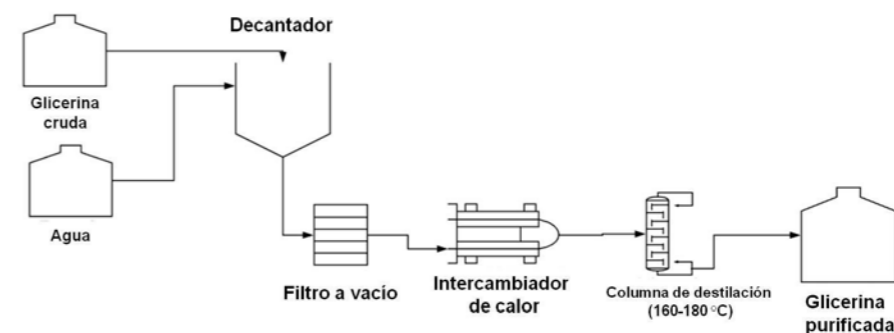 Decantador
Glicerina
cruda
Agua
Filtro a vacío
Intercambiador
de calor
Columna de destilación
(160-180 °C)
Glicerina
purificada